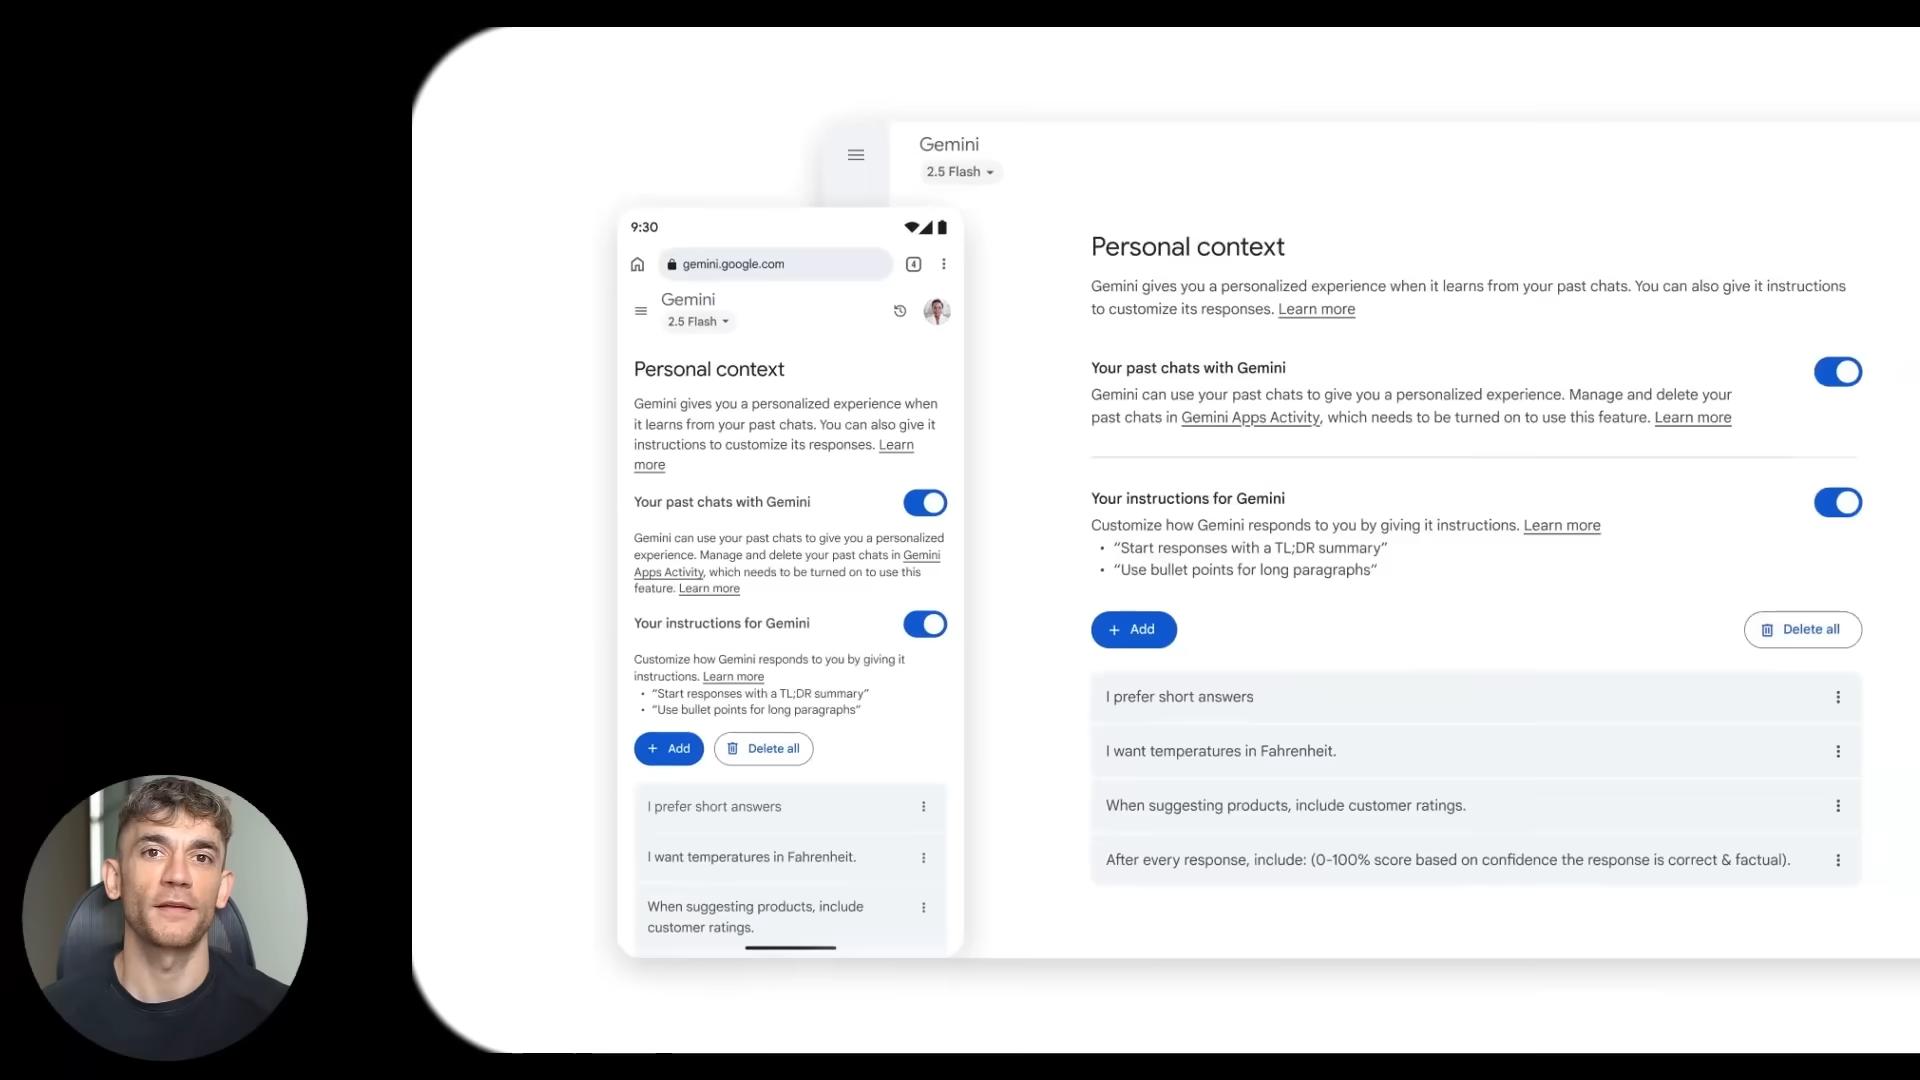 9:30
gemini.google.com
4
Gemini
2.5 Flash
Personal context
Gemini gives you a personalized experience when
it learns from your past chats. You can also give it
instructions to customize its responses. Learn
more
Your past chats with Gemini
Gemini can use your past chats to give you a personalized
experience. Manage and delete your past chats in Gemini
Apps Activity, which needs to be turned on to use this
feature. Learn more
Your instructions for Gemini
Customize how Gemini responds to you by giving it
instructions. Learn more
• “Start responses with a TL;DR summary”
• “Use bullet points for long paragraphs”
+ Add
Delete all
I prefer short answers
I want temperatures in Fahrenheit.
When suggesting products, include
customer ratings.
Gemini
2.5 Flash
Personal context
Gemini gives you a personalized experience when it learns from your past chats. You can also give it instructions
to customize its responses. Learn more
Your past chats with Gemini
Gemini can use your past chats to give you a personalized experience. Manage and delete your
past chats in Gemini Apps Activity, which needs to be turned on to use this feature. Learn more
Your instructions for Gemini
Customize how Gemini responds to you by giving it instructions. Learn more
• “Start responses with a TL;DR summary”
• “Use bullet points for long paragraphs”
+ Add
Delete all
I prefer short answers
I want temperatures in Fahrenheit.
When suggesting products, include customer ratings.
After every response, include: (0-100% score based on confidence the response is correct & factual).